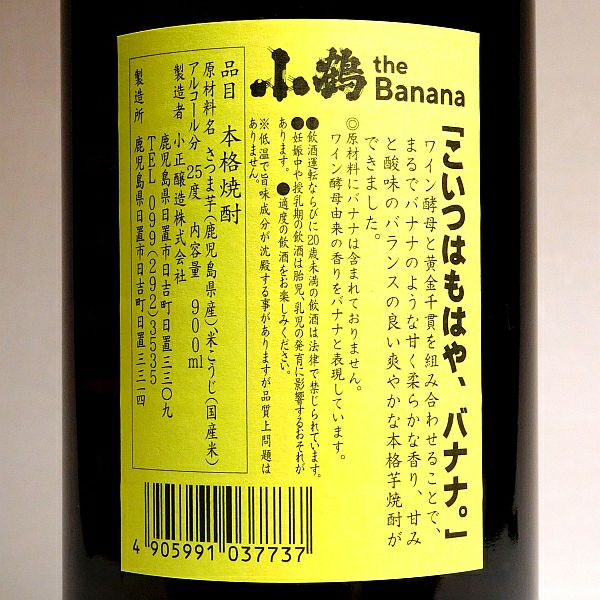 小鶴 the
Banana
「こいつはもはや、バナナ。」
ワイン酵母と黄金千貫を組み合わせることで、
まるでバナナのような甘く柔らかな香り、甘み
と酸味のバランスの良い爽やかな本格芋焼酎が
できました。
◎原材料にバナナは含まれておりません。
ワイン酵母由来の香りをバナナと表現しています。
●飲酒運転ならびに20歳未満の飲酒は法律で禁じられています。
●妊娠中や授乳期の飲酒は胎児、乳児の発育に影響するおそれが
あります。 ●適度の飲酒をお楽しみください。
※低温で旨味成分が沈殿する事がありますが品質上問題は
ありません。
品目 本格焼酎
原材料名 さつま芋(鹿児島県産)、米こうじ(国産米)
アルコール分 25度 内容量 900ml
製造者 小正醸造株式会社
鹿児島県日置市日吉町日置三三〇九
TEL 099(292)3535
製造所 鹿児島県日置市日吉町日置三三一四
4 905991 037737